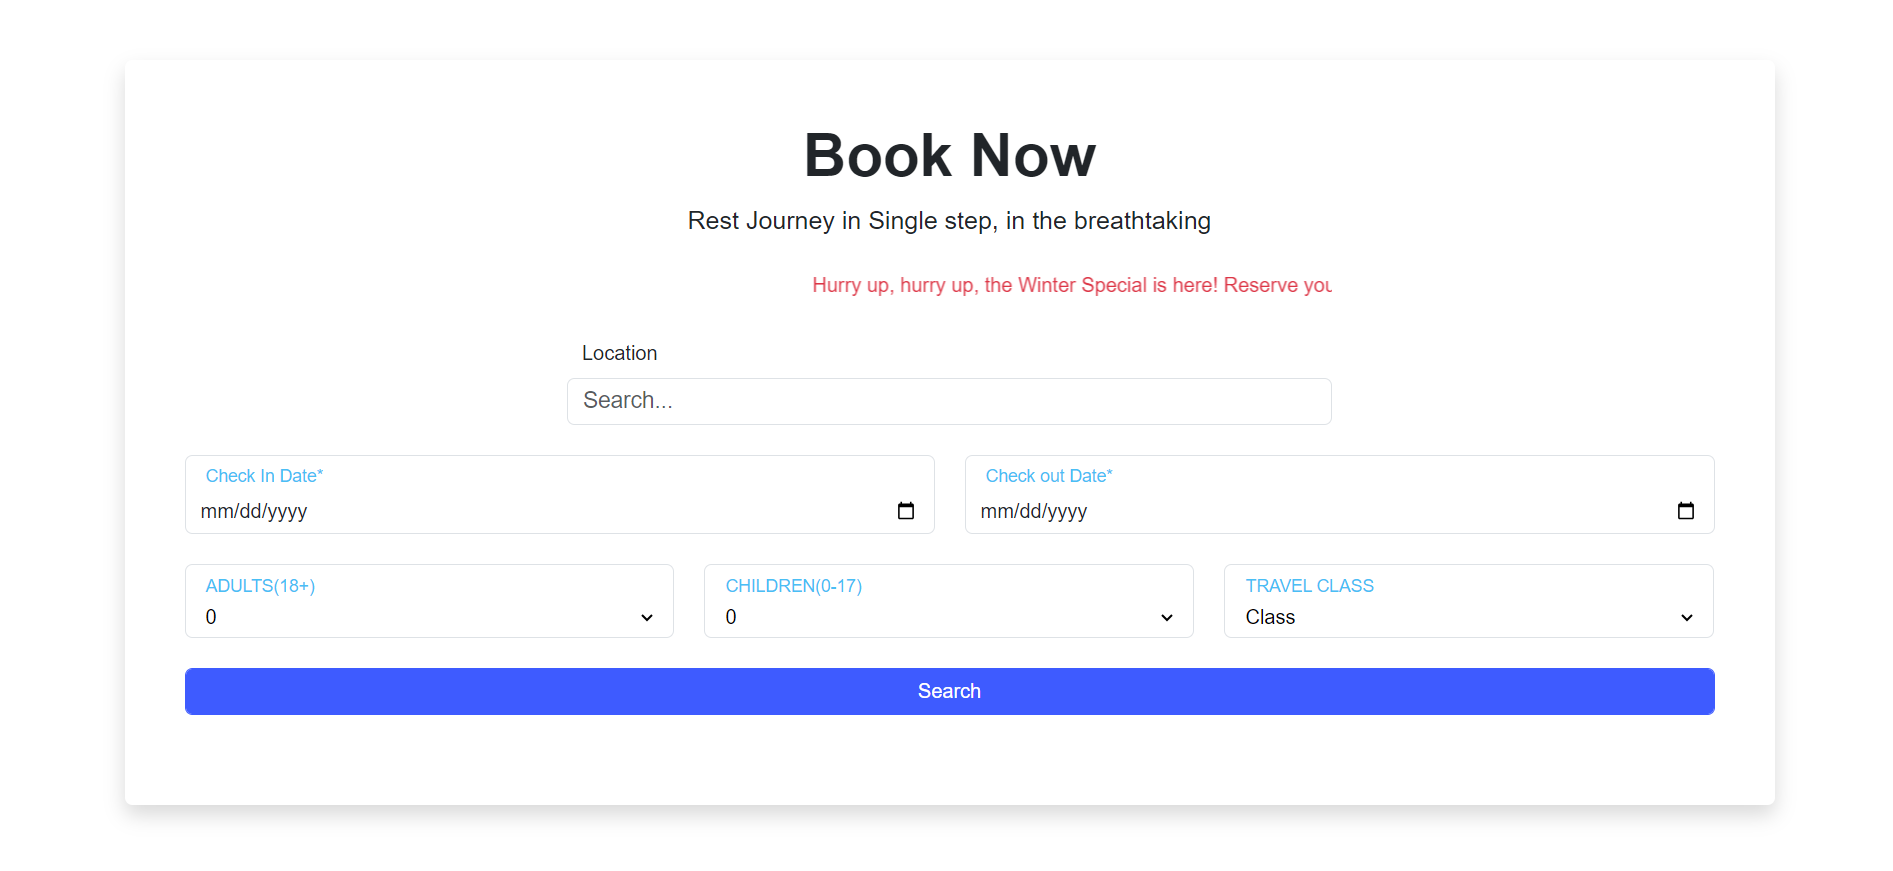 Book Now
Rest Journey in Single step, in the breathtaking
Hurry up, hurry up, the Winter Special is here! Reserve you
Location
Search...
Check In Date*
Check out Date*
mm/dd/yyyy
mm/dd/yyyy
ADULTS(18+)
CHILDREN(0-17)
TRAVEL CLASS
0
0
Class
Search